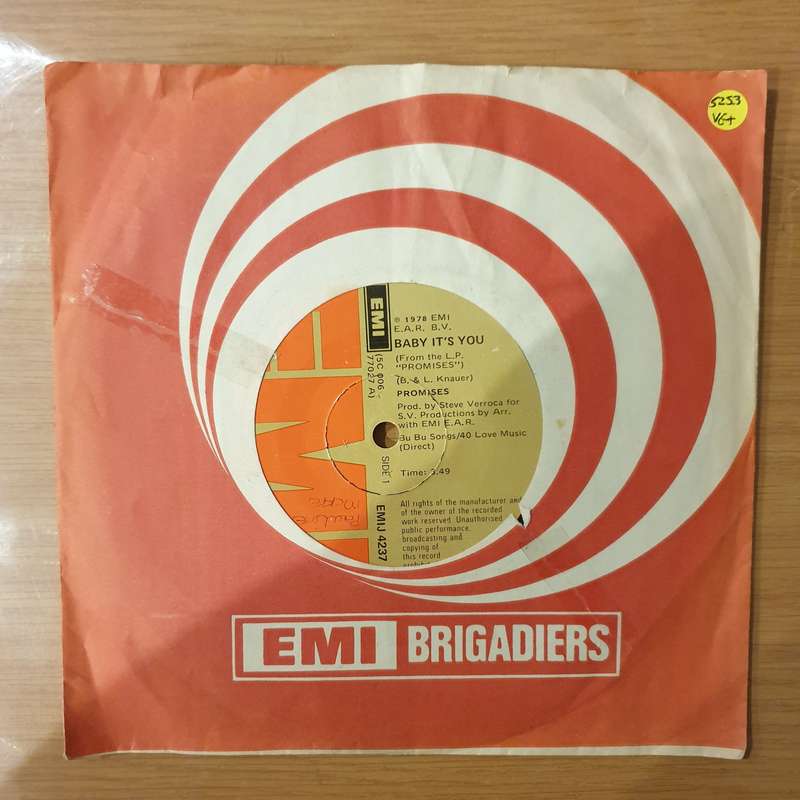 5253
VG+
EMI
℗ 1978 EMI
E.A.R. B.V.
BABY IT'S YOU
(From the L.P.
"PROMISES")
(B. & L. Knauer)
PROMISES
Prod. by Steve Verroca for
S.V. Productions by Arr.
with EMI E.A.R.
Bu Bu Songs/40 Love Music
(Direct)
Time: 3.49
All rights of the manufacturer and
of the owner of the recorded
work reserved. Unauthorised
public performance,
broadcasting and
copying of
this record
prohibit
(5C 006-
77027 A)
SIDE 1
EMIJ 4237
Pauline
EMI BRIGADIERS